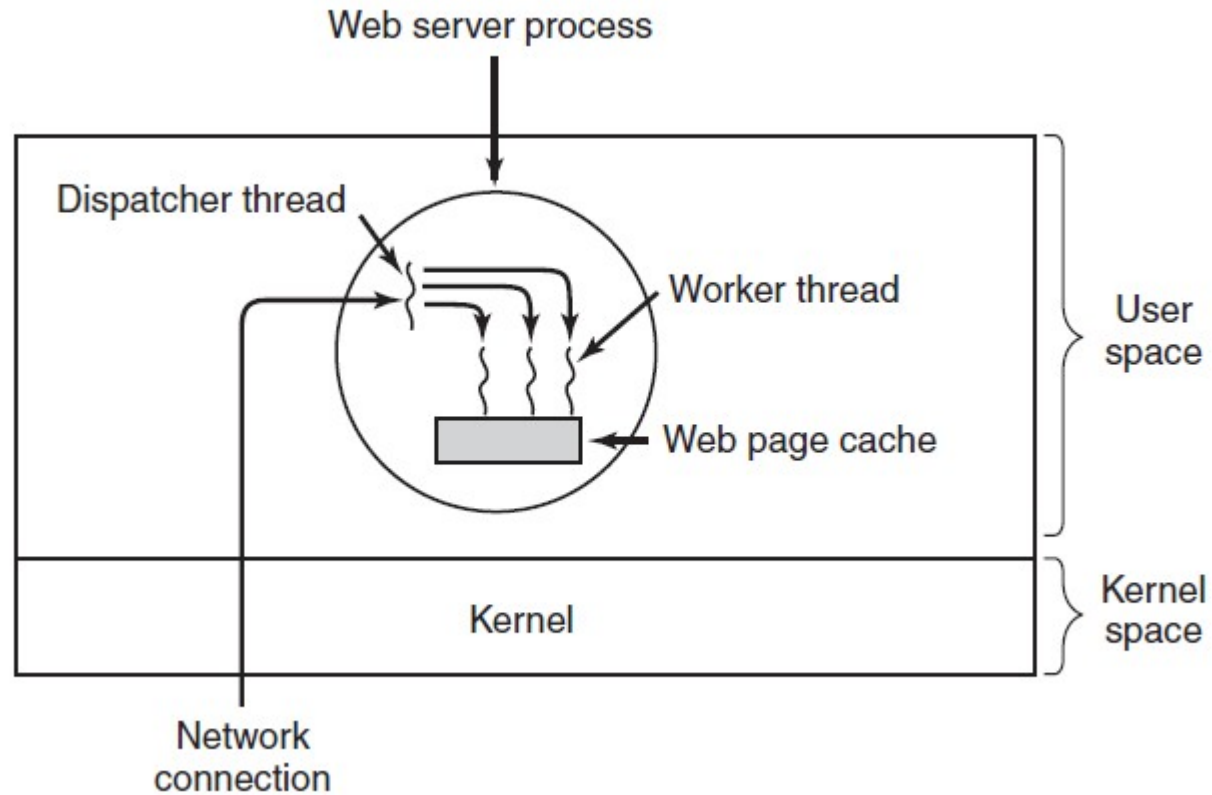 Web server process
Dispatcher thread
Worker thread
Web page cache
User
space
Kernel
Kernel
space
Network
connection